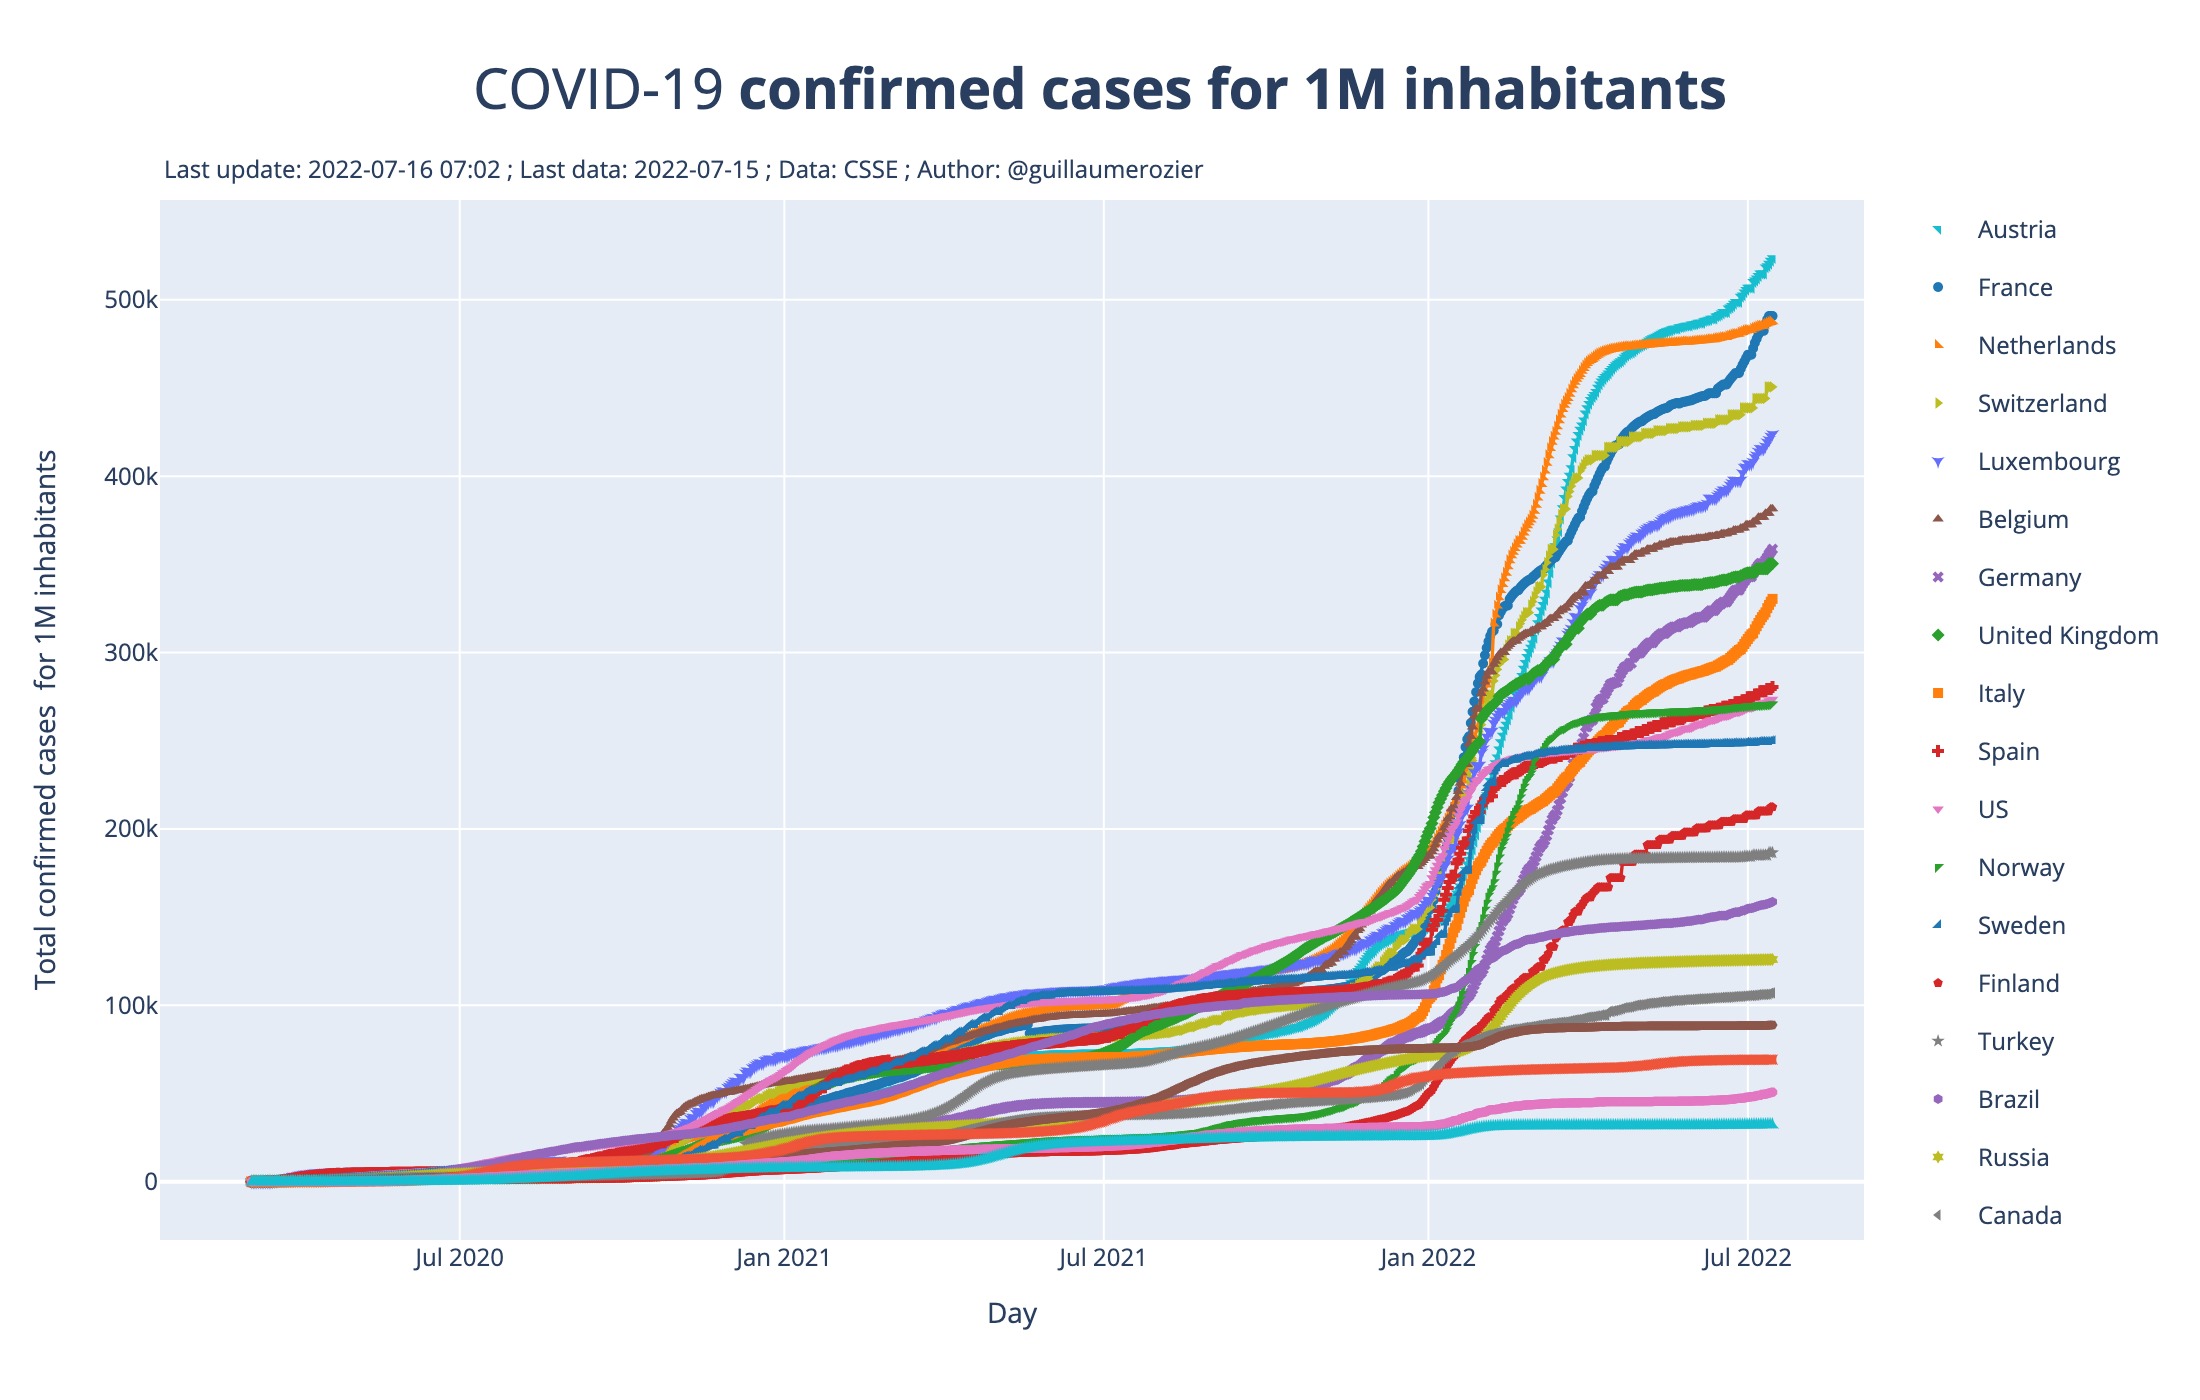 COVID-19 confirmed cases for 1M inhabitants
Last update: 2022-07-16 07:02 ; Last data: 2022-07-15 ; Data: CSSE ; Author: @guillaumerozier
Total confirmed cases for 1M inhabitants
500k
400k
300k
200k
100k
0
Jul 2020
Jan 2021
Jul 2021
Jan 2022
Jul 2022
Day
Austria
France
Netherlands
Switzerland
Luxembourg
Belgium
Germany
United Kingdom
Italy
Spain
US
Norway
Sweden
Finland
Turkey
Brazil
Russia
Canada